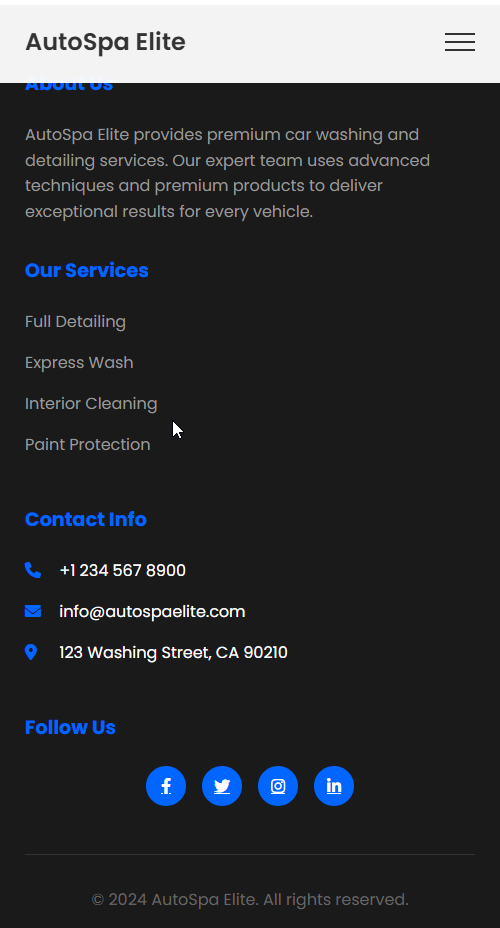 AutoSpa Elite
About Us
AutoSpa Elite provides premium car washing and
detailing services. Our expert team uses advanced
techniques and premium products to deliver
exceptional results for every vehicle.
Our Services
Full Detailing
Express Wash
Interior Cleaning
Paint Protection
Contact Info
+1 234 567 8900
info@autospaelite.com
123 Washing Street, CA 90210
Follow Us
© 2024 AutoSpa Elite. All rights reserved.